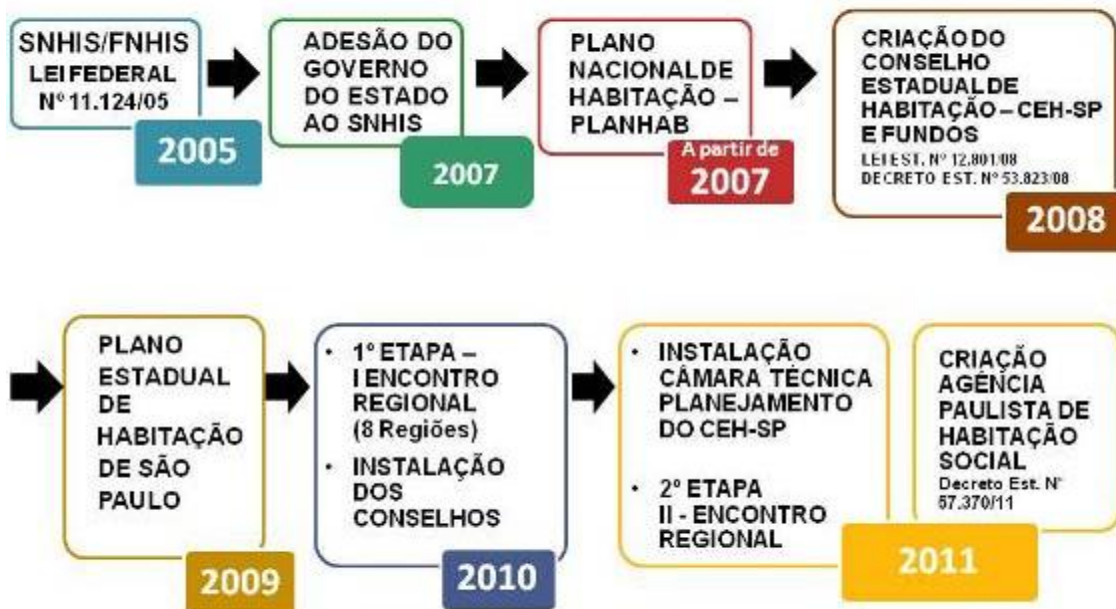 SNHIS/FNHIS
LEI FEDERAL
Nº 11.124/05
2005
ADESÃO DO
GOVERNO
DO ESTADO
AO SNHIS
2007
PLANO
NACIONAL DE
HABITAÇÃO –
PLANHAB
A partir de
2007
CRIAÇÃO DO
CONSELHO
ESTADUAL DE
HABITAÇÃO – CEH-SP
E FUNDOS
LEI EST. Nº 12.801/08
DECRETO EST. Nº 53.823/08
2008
PLANO
ESTADUAL
DE
HABITAÇÃO
DE SÃO
PAULO
2009
• 1º ETAPA –
I ENCONTRO
REGIONAL
(8 Regiões)
• INSTALAÇÃO
DOS
CONSELHOS
2010
• INSTALAÇÃO
CÂMARA TÉCNICA
PLANEJAMENTO
DO CEH-SP
• 2º ETAPA
II - ENCONTRO
REGIONAL
CRIAÇÃO
AGÊNCIA
PAULISTA DE
HABITAÇÃO
SOCIAL
Decreto Est. Nº
57.370/11
2011